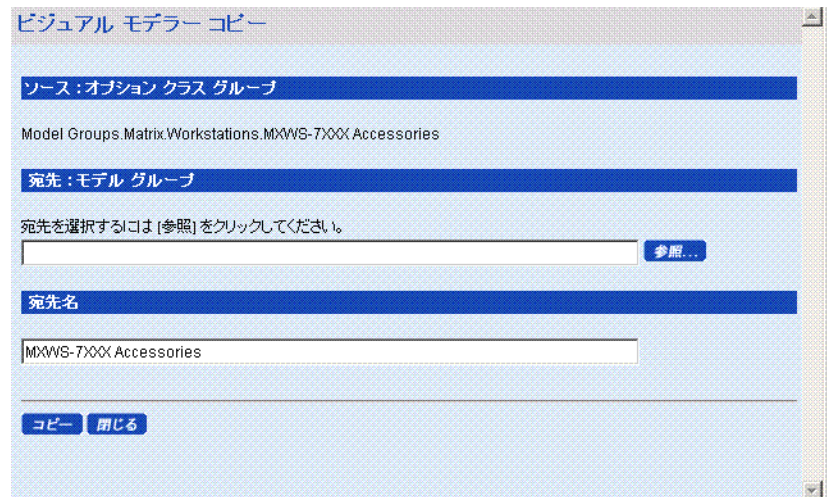 ビジュアル モデラー コピー
ソース : オプション クラス グループ
Model Groups.Matrix.Workstations.MXWS-7XXX Accessories
宛先 : モデル グループ
宛先を選択するには [参照] をクリックしてください。
参照...
宛先名
MXWS-7XXX Accessories
コピー 閉じる